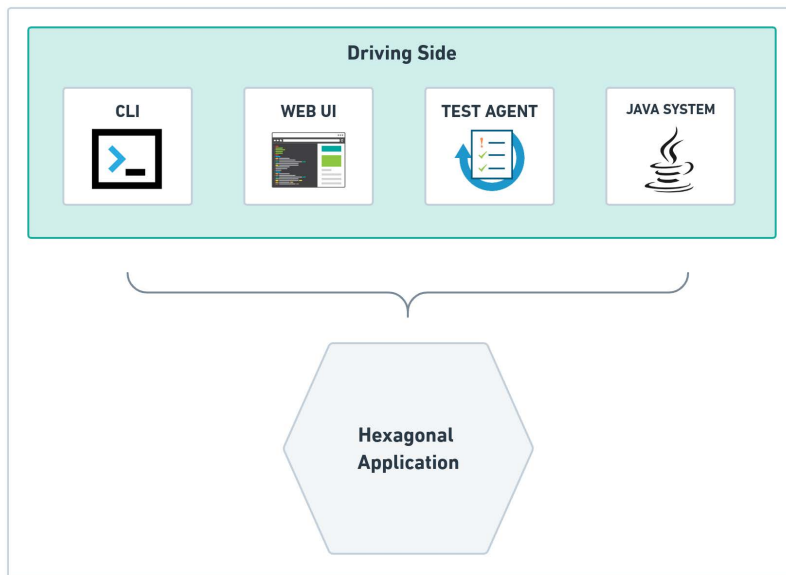 Driving Side
CLI
WEB UI
TEST AGENT
JAVA SYSTEM
Hexagonal
Application